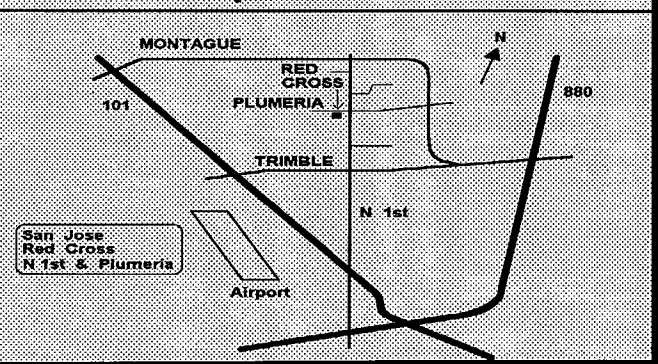 N
MONTAGUE
RED
CROSS
880
101
PLUMERIA
TRIMBLE
N 1st
San Jose
Red Cross
N 1st & Plumeria
Airport